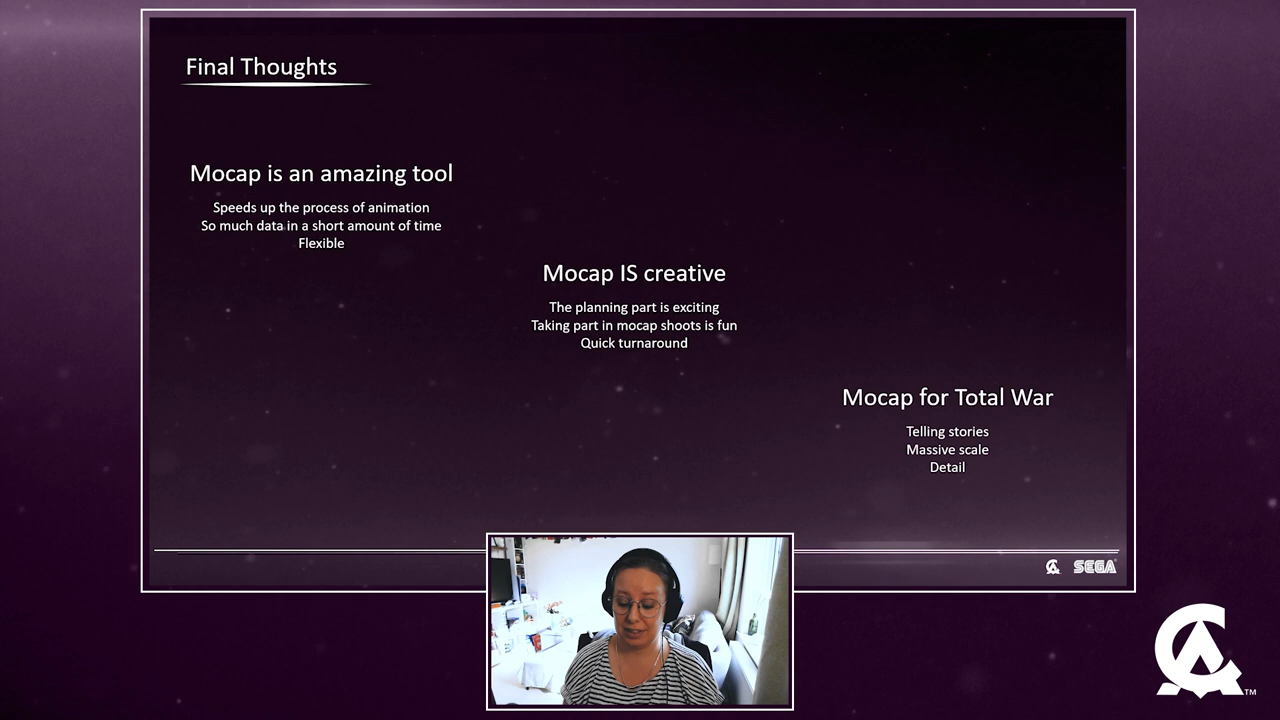 Final Thoughts
Mocap is an amazing tool
Speeds up the process of animation
So much data in a short amount of time
Flexible
Mocap IS creative
The planning part is exciting
Taking part in mocap shoots is fun
Quick turnaround
Mocap for Total War
Telling stories
Massive scale
Detail
CA SEGA
CA™